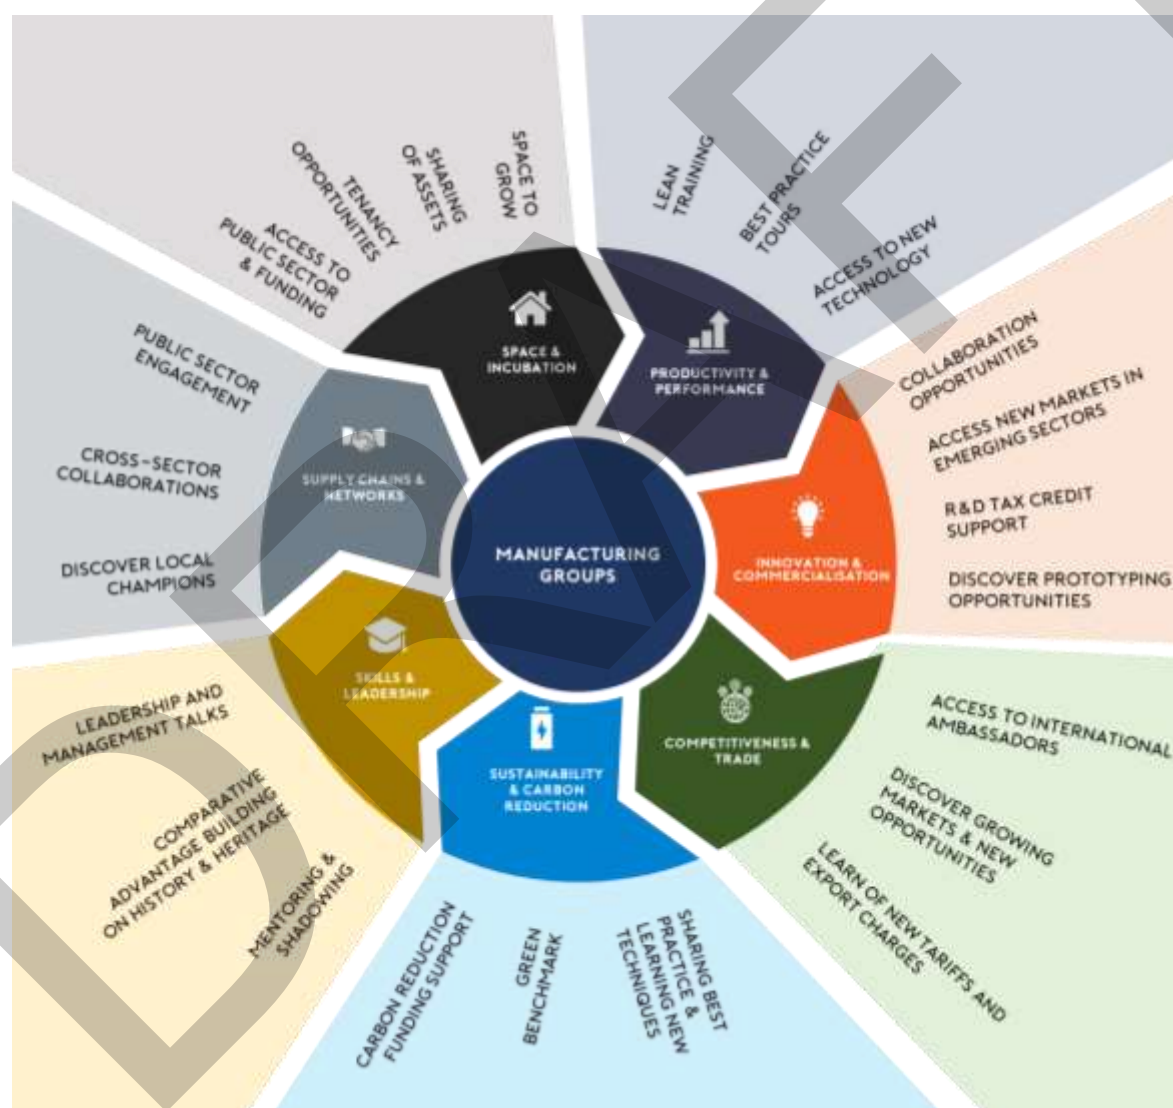 SPACE TO
GROW
SHARING
OF ASSETS
TENANCY
OPPORTUNITIES
ACCESS TO
PUBLIC SECTOR
& FUNDING
LEAN
TRAINING
BEST PRACTICE
TOURS
ACCESS TO NEW
TECHNOLOGY
COLLABORATION
OPPORTUNITIES
ACCESS NEW MARKETS IN
EMERGING SECTORS
R&D TAX CREDIT
SUPPORT
DISCOVER PROTOTYPING
OPPORTUNITIES
ACCESS TO INTERNATIONAL
AMBASSADORS
DISCOVER GROWING
MARKETS & NEW
OPPORTUNITIES
LEARN OF NEW TARIFFS AND
EXPORT CHARGES
SHARING BEST
PRACTICE &
LEARNING NEW
TECHNIQUES
GREEN
BENCHMARK
CARBON REDUCTION
FUNDING SUPPORT
MENTORING &
SHADOWING
COMPARATIVE
ADVANTAGE BUILDING
ON HISTORY & HERITAGE
LEADERSHIP AND
MANAGEMENT TALKS
DISCOVER LOCAL
CHAMPIONS
CROSS-SECTOR
COLLABORATIONS
PUBLIC SECTOR
ENGAGEMENT
SPACE &
INCUBATION
PRODUCTIVITY &
PERFORMANCE
INNOVATION &
COMMERCIALISATION
COMPETITIVENESS &
TRADE
SUSTAINABILITY
& CARBON
REDUCTION
SKILLS &
LEADERSHIP
SUPPLY CHAINS &
NETWORKS
MANUFACTURING
GROUPS
DRAFT